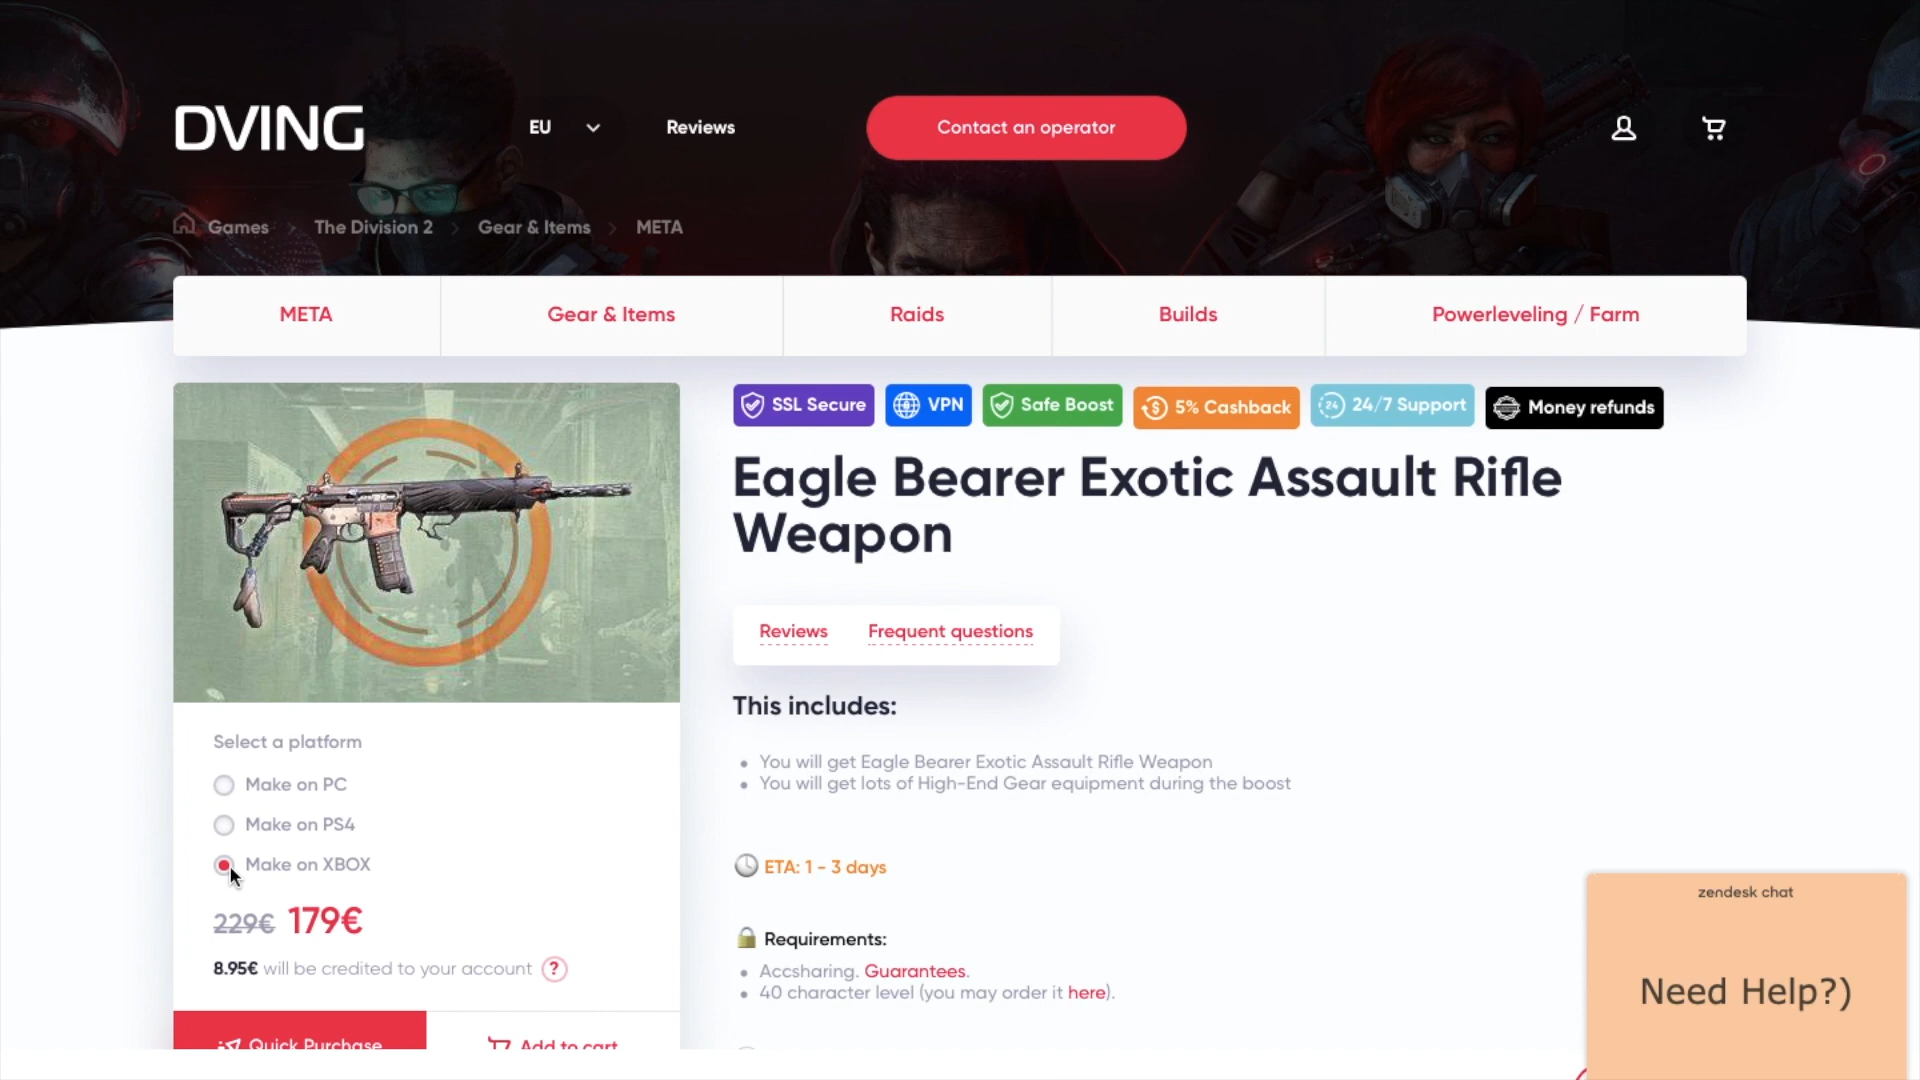 DVING
EU
Reviews
Contact an operator
Games
The Division 2
Gear & Items
META
META
Gear & Items
Raids
Builds
Powerleveling / Farm
SSL Secure
VPN
Safe Boost
5% Cashback
24/7 Support
Money refunds
Eagle Bearer Exotic Assault Rifle
Weapon
Reviews
Frequent questions
This includes:
• You will get Eagle Bearer Exotic Assault Rifle Weapon
• You will get lots of High-End Gear equipment during the boost
ETA: 1 - 3 days
Requirements:
• Accsharing. Guarantees.
• 40 character level (you may order it here).
Select a platform
Make on PC
Make on PS4
Make on XBOX
229€ 179€
8.95€ will be credited to your account ?
Quick Purchase
Add to cart
zendesk chat
Need Help?)